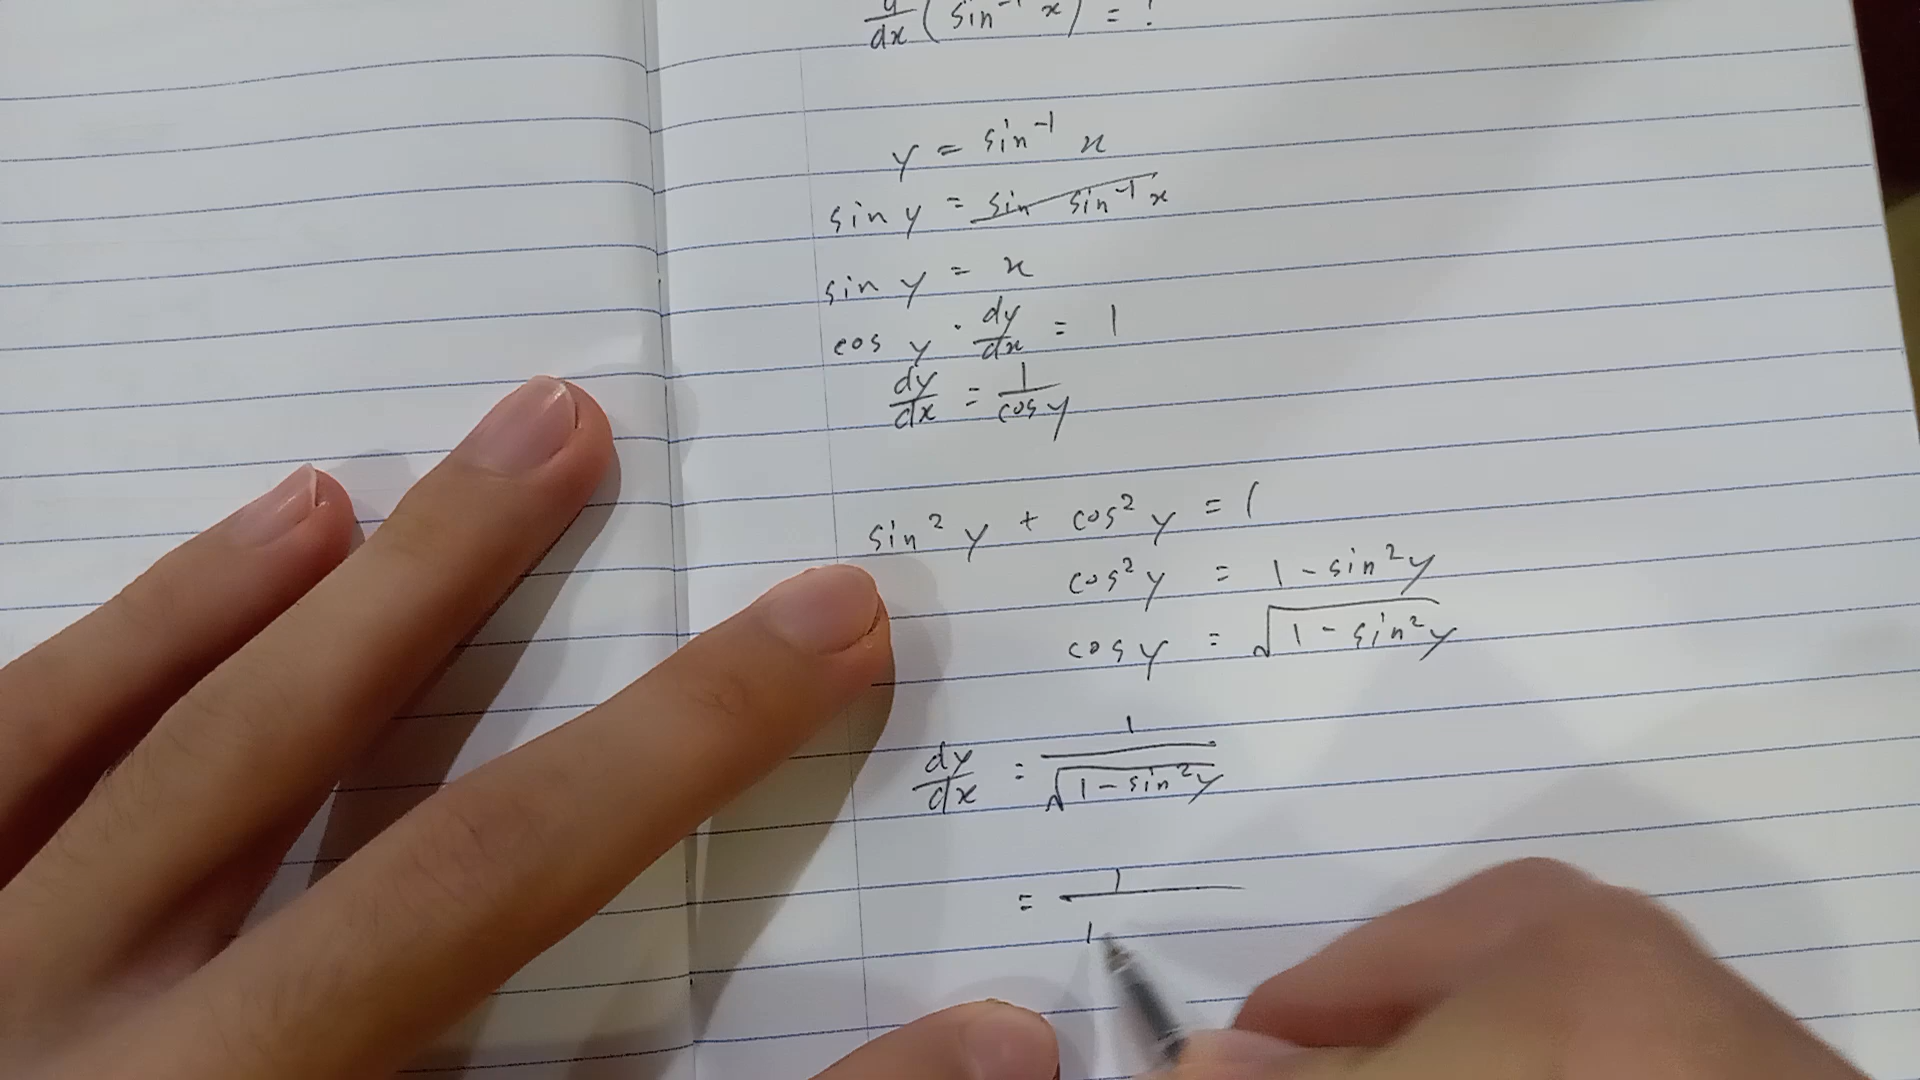 d/dx (sin⁻¹ x) = ?
y = sin⁻¹ x
sin y = sin sin⁻¹ x
sin y = x
cos y · dy/dx = 1
dy/dx = 1/cos y
sin² y + cos² y = 1
cos² y = 1 - sin² y
cos y = √(1 - sin² y)
dy/dx = 1/√(1 - sin² y)
= 1/1